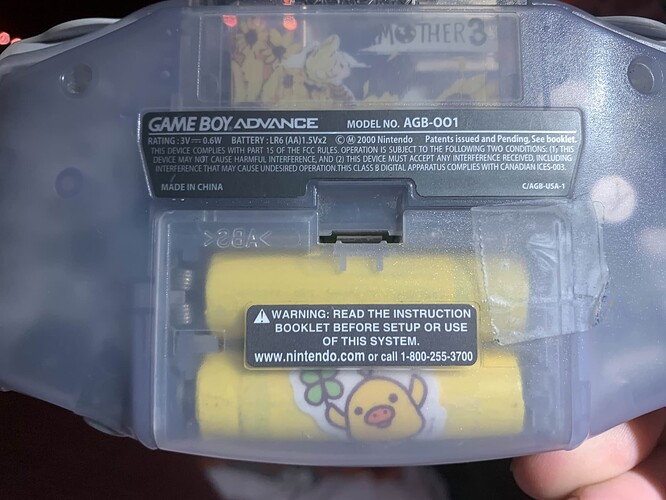 MOTHER 3
GAME BOY ADVANCE MODEL NO. AGB-001
RATING : 3V⎓0.6W BATTERY : LR6 (AA)1.5Vx2 © Ⓜ 2000 Nintendo Patents issued and Pending, See booklet.
THIS DEVICE COMPLIES WITH PART 15 OF THE FCC RULES. OPERATION IS SUBJECT TO THE FOLLOWING TWO CONDITIONS: (1) THIS
DEVICE MAY NOT CAUSE HARMFUL INTERFERENCE, AND (2) THIS DEVICE MUST ACCEPT ANY INTERFERENCE RECEIVED, INCLUDING
INTERFERENCE THAT MAY CAUSE UNDESIRED OPERATION.THIS CLASS B DIGITAL APPARATUS COMPLIES WITH CANADIAN ICES-003.
MADE IN CHINA C/AGB-USA-1
>ABS<
⚠ WARNING: READ THE INSTRUCTION
BOOKLET BEFORE SETUP OR USE
OF THIS SYSTEM.
www.nintendo.com or call 1-800-255-3700